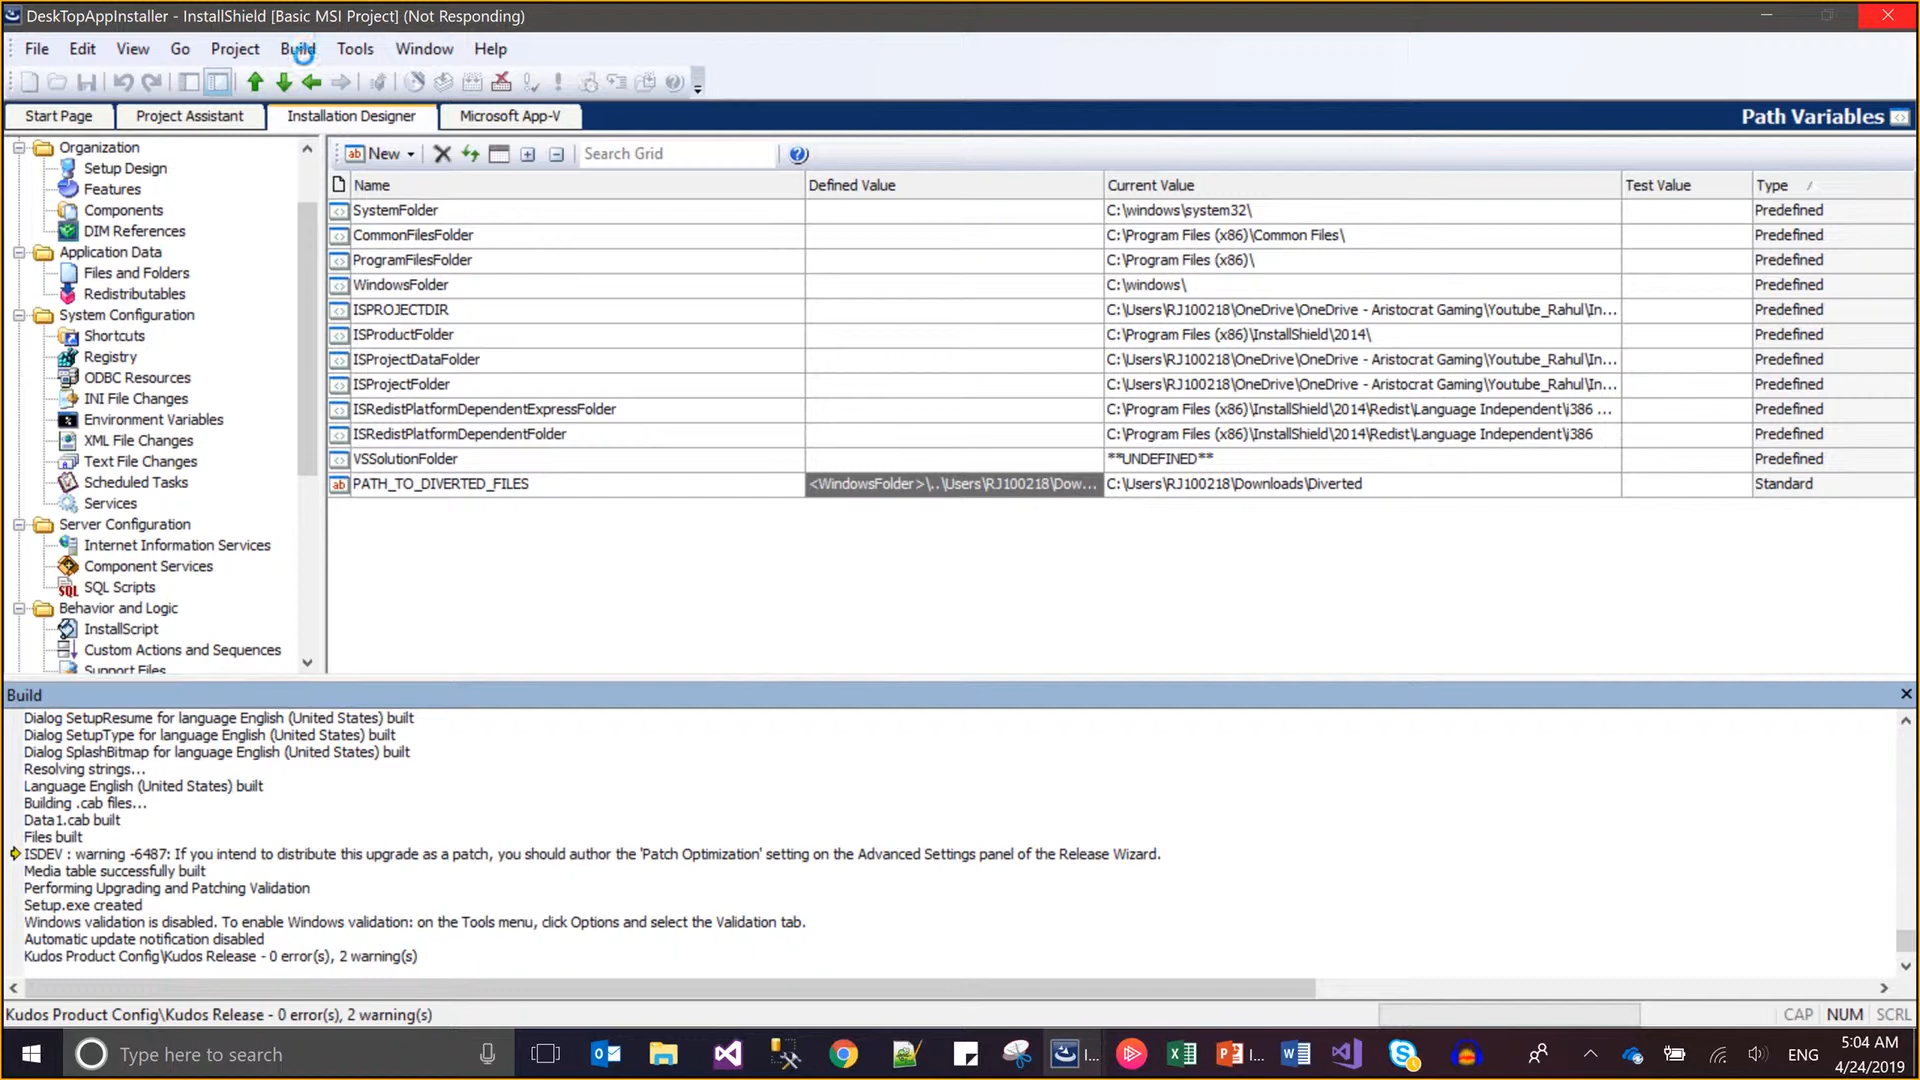 DeskTopAppInstaller - InstallShield [Basic MSI Project] (Not Responding)
File Edit View Go Project Build Tools Window Help
Start Page Project Assistant Installation Designer Microsoft App-V Path Variables
Organization
Setup Design
Features
Components
DIM References
Application Data
Files and Folders
Redistributables
System Configuration
Shortcuts
Registry
ODBC Resources
INI File Changes
Environment Variables
XML File Changes
Text File Changes
Scheduled Tasks
Services
Server Configuration
Internet Information Services
Component Services
SQL Scripts
Behavior and Logic
InstallScript
Custom Actions and Sequences
Support Files
New Search Grid
Name Defined Value Current Value Test Value Type
SystemFolder C:\windows\system32\ Predefined
CommonFilesFolder C:\Program Files (x86)\Common Files\ Predefined
ProgramFilesFolder C:\Program Files (x86)\ Predefined
WindowsFolder C:\windows\ Predefined
ISPROJECTDIR C:\Users\RJ100218\OneDrive\OneDrive - Aristocrat Gaming\Youtube_Rahul\In... Predefined
ISProductFolder C:\Program Files (x86)\InstallShield\2014\ Predefined
ISProjectDataFolder C:\Users\RJ100218\OneDrive\OneDrive - Aristocrat Gaming\Youtube_Rahul\In... Predefined
ISProjectFolder C:\Users\RJ100218\OneDrive\OneDrive - Aristocrat Gaming\Youtube_Rahul\In... Predefined
ISRedistPlatformDependentExpressFolder C:\Program Files (x86)\InstallShield\2014\Redist\Language Independent\i386 ... Predefined
ISRedistPlatformDependentFolder C:\Program Files (x86)\InstallShield\2014\Redist\Language Independent\i386 Predefined
VSSolutionFolder **UNDEFINED** Predefined
PATH_TO_DIVERTED_FILES <WindowsFolder>\..\Users\RJ100218\Dow... C:\Users\RJ100218\Downloads\Diverted Standard
Build
Dialog SetupResume for language English (United States) built
Dialog SetupType for language English (United States) built
Dialog SplashBitmap for language English (United States) built
Resolving strings...
Language English (United States) built
Building .cab files...
Data1.cab built
Files built
ISDEV : warning -6487: If you intend to distribute this upgrade as a patch, you should author the 'Patch Optimization' setting on the Advanced Settings panel of the Release Wizard.
Media table successfully built
Performing Upgrading and Patching Validation
Setup.exe created
Windows validation is disabled. To enable Windows validation: on the Tools menu, click Options and select the Validation tab.
Automatic update notification disabled
Kudos Product Config\Kudos Release - 0 error(s), 2 warning(s)
Kudos Product Config\Kudos Release - 0 error(s), 2 warning(s) CAP NUM SCRL
Type here to search I... I... ENG 5:04 AM
4/24/2019